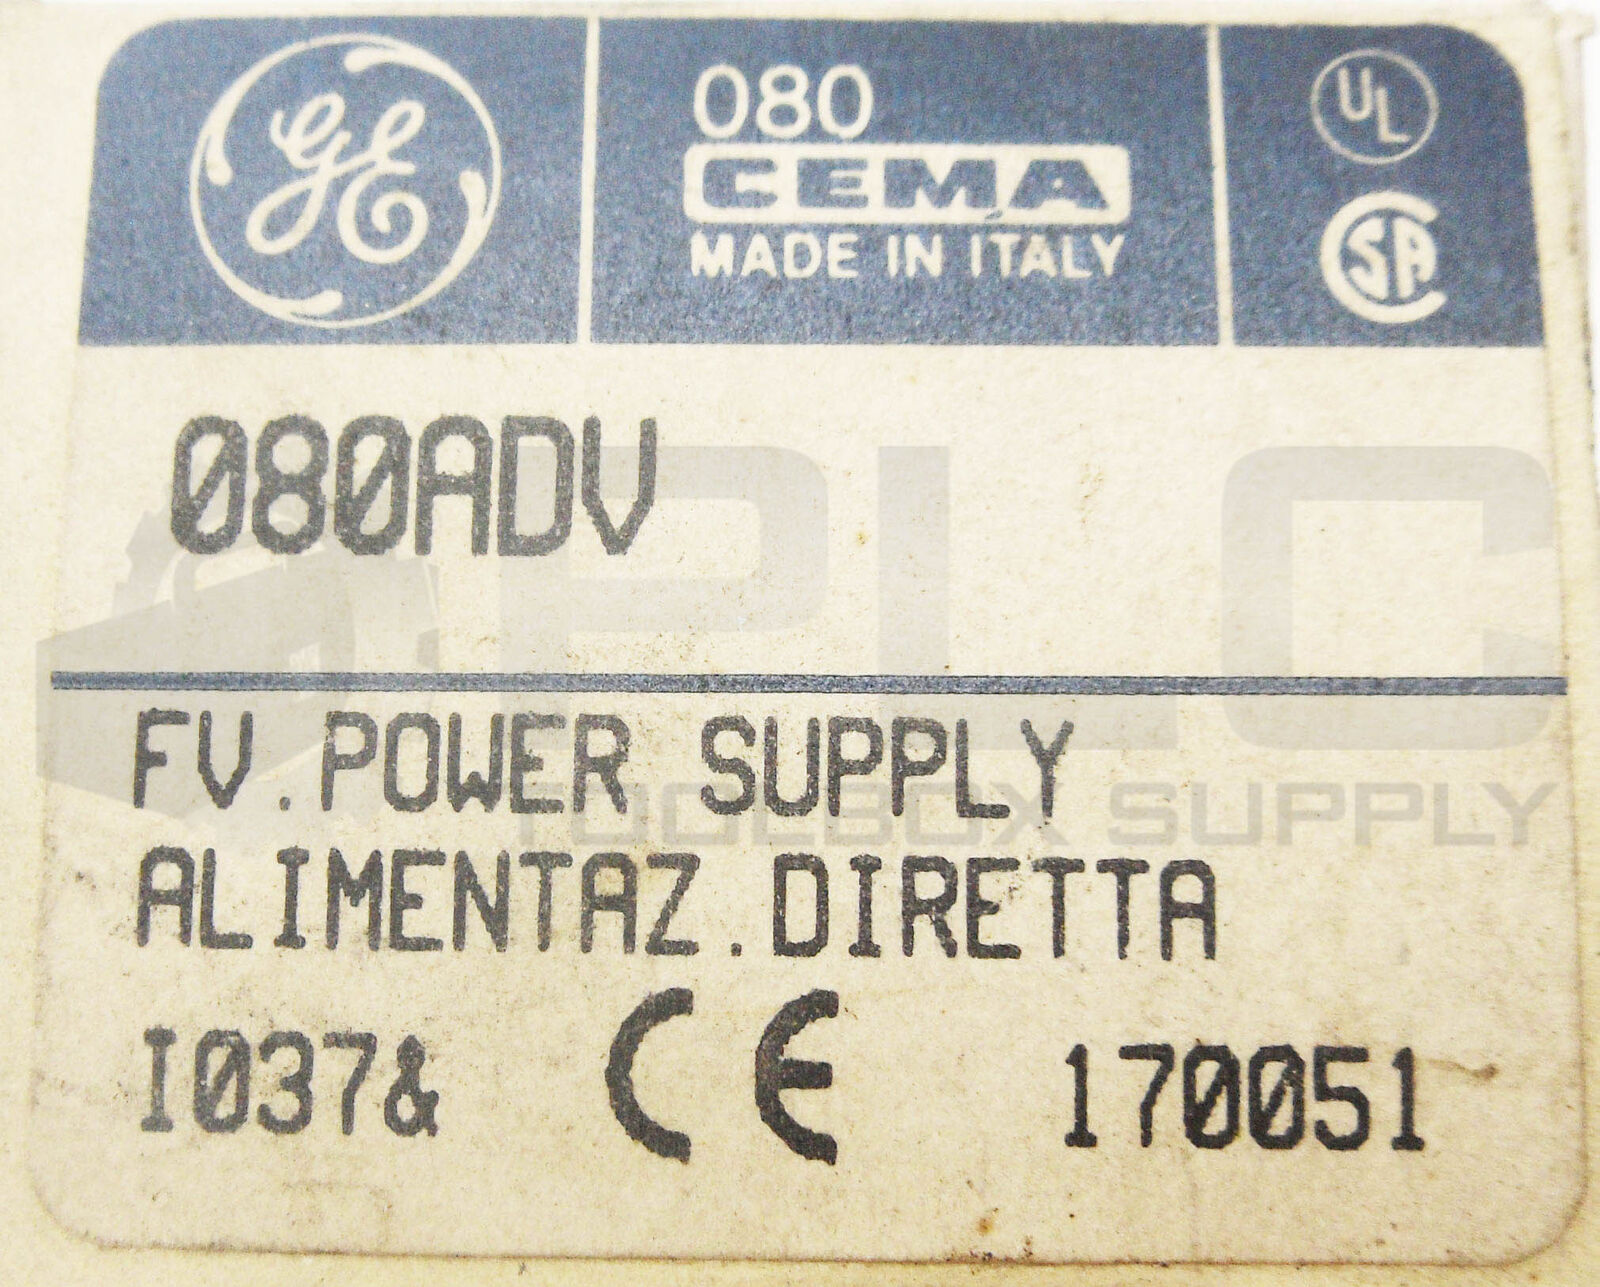 GE
080
CEMA
MADE IN ITALY
UL
CSA
080ADV
FV.POWER SUPPLY
ALIMENTAZ.DIRETTA
I037& CE 170051
PLC
TOOLBOX SUPPLY